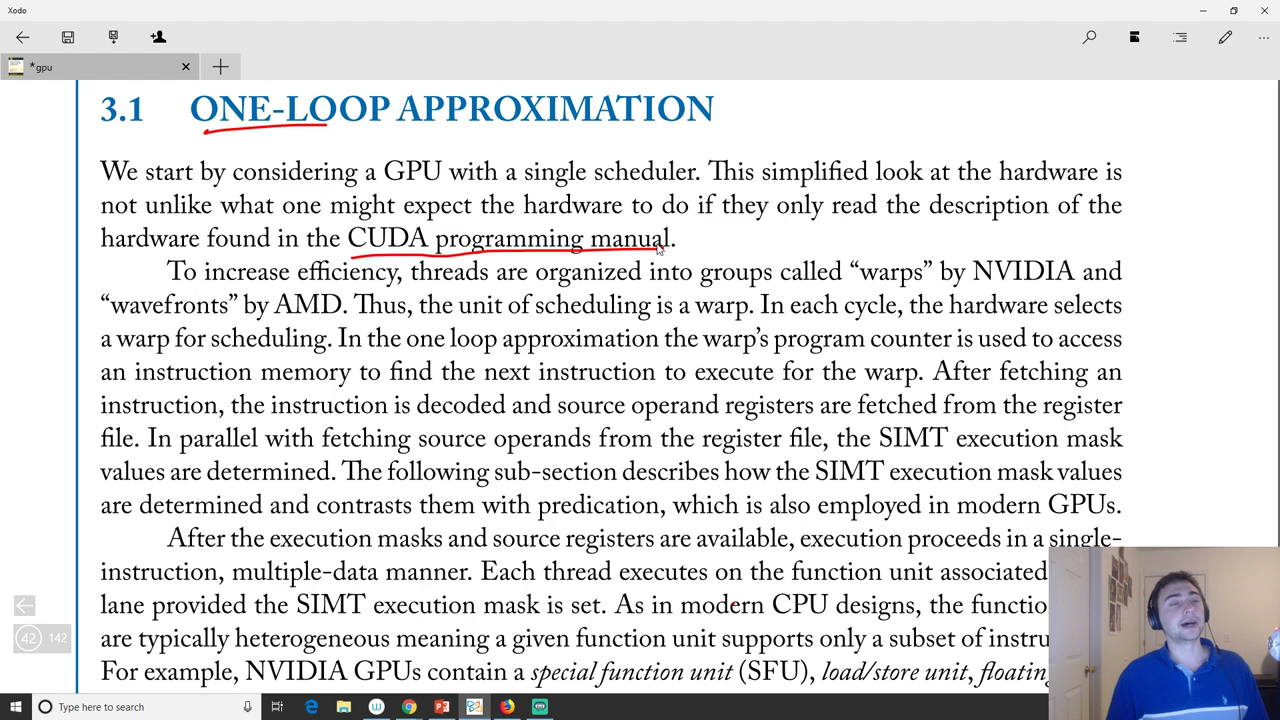 Xodo
*gpu
3.1 ONE-LOOP APPROXIMATION
We start by considering a GPU with a single scheduler. This simplified look at the hardware is
not unlike what one might expect the hardware to do if they only read the description of the
hardware found in the CUDA programming manual.
To increase efficiency, threads are organized into groups called “warps” by NVIDIA and
“wavefronts” by AMD. Thus, the unit of scheduling is a warp. In each cycle, the hardware selects
a warp for scheduling. In the one loop approximation the warp’s program counter is used to access
an instruction memory to find the next instruction to execute for the warp. After fetching an
instruction, the instruction is decoded and source operand registers are fetched from the register
file. In parallel with fetching source operands from the register file, the SIMT execution mask
values are determined. The following sub-section describes how the SIMT execution mask values
are determined and contrasts them with predication, which is also employed in modern GPUs.
After the execution masks and source registers are available, execution proceeds in a single-
instruction, multiple-data manner. Each thread executes on the function unit associated
lane provided the SIMT execution mask is set. As in modern CPU designs, the functio
are typically heterogeneous meaning a given function unit supports only a subset of instru
For example, NVIDIA GPUs contain a special function unit (SFU), load/store unit, floating
42 142
Type here to search